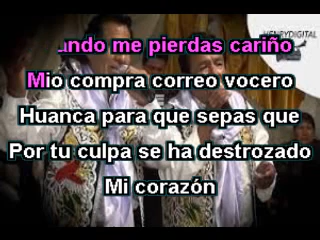 HENRYDIGITAL
ando me pierdas cariño
Mio compra correo vocero
Huanca para que sepas que
Por tu culpa se ha destrozado
Mi corazón